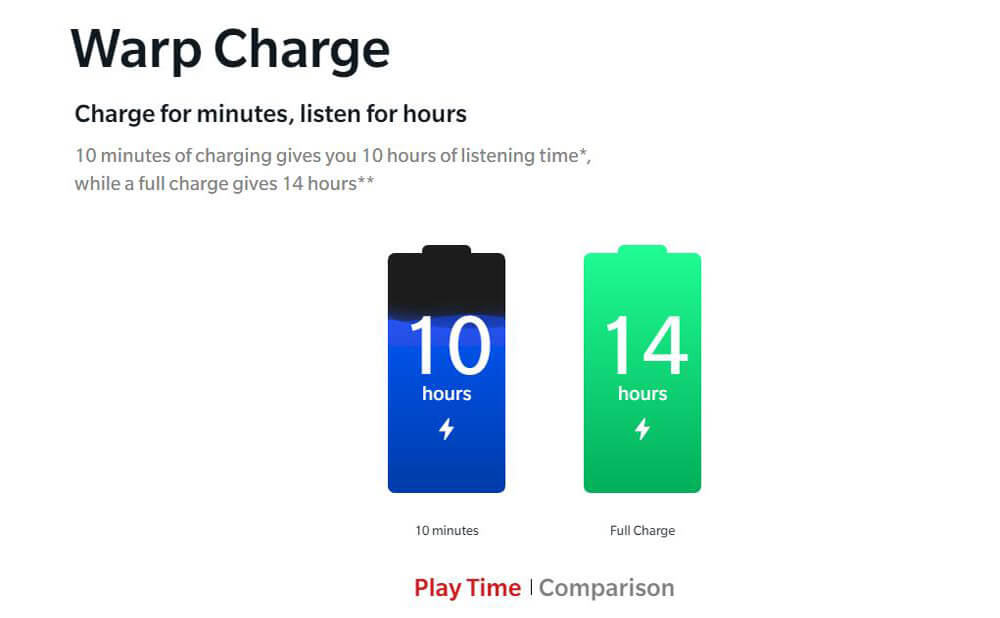 Warp Charge
Charge for minutes, listen for hours
10 minutes of charging gives you 10 hours of listening time*,
while a full charge gives 14 hours**
10
hours
14
hours
10 minutes
Full Charge
Play Time | Comparison